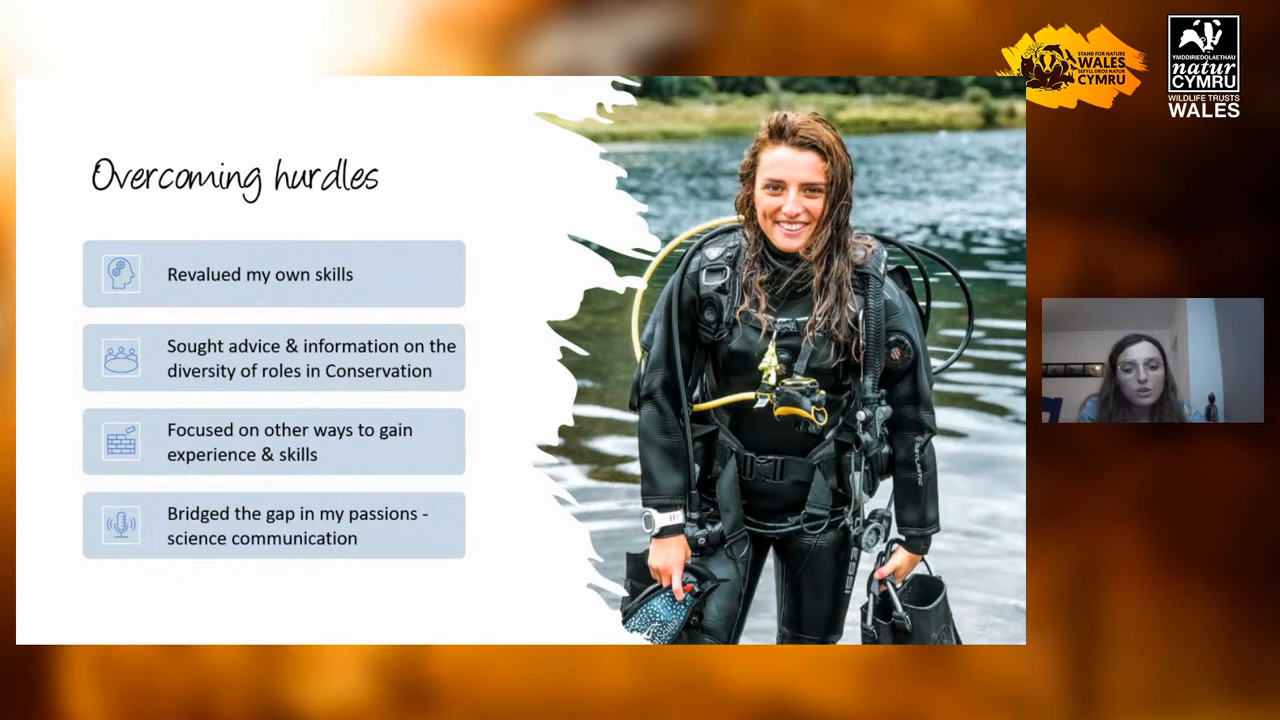 Overcoming hurdles
Revalued my own skills
Sought advice & information on the
diversity of roles in Conservation
Focused on other ways to gain
experience & skills
Bridged the gap in my passions -
science communication
STAND FOR NATURE
WALES
SEFYLL DROS NATUR
CYMRU
YMDDIRIEDOLAETHAU
natur
CYMRU
WILDLIFE TRUSTS
WALES